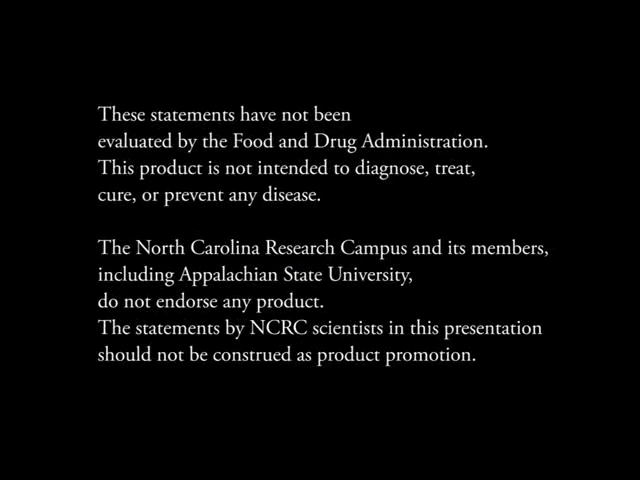 These statements have not been
evaluated by the Food and Drug Administration.
This product is not intended to diagnose, treat,
cure, or prevent any disease.
The North Carolina Research Campus and its members,
including Appalachian State University,
do not endorse any product.
The statements by NCRC scientists in this presentation
should not be construed as product promotion.